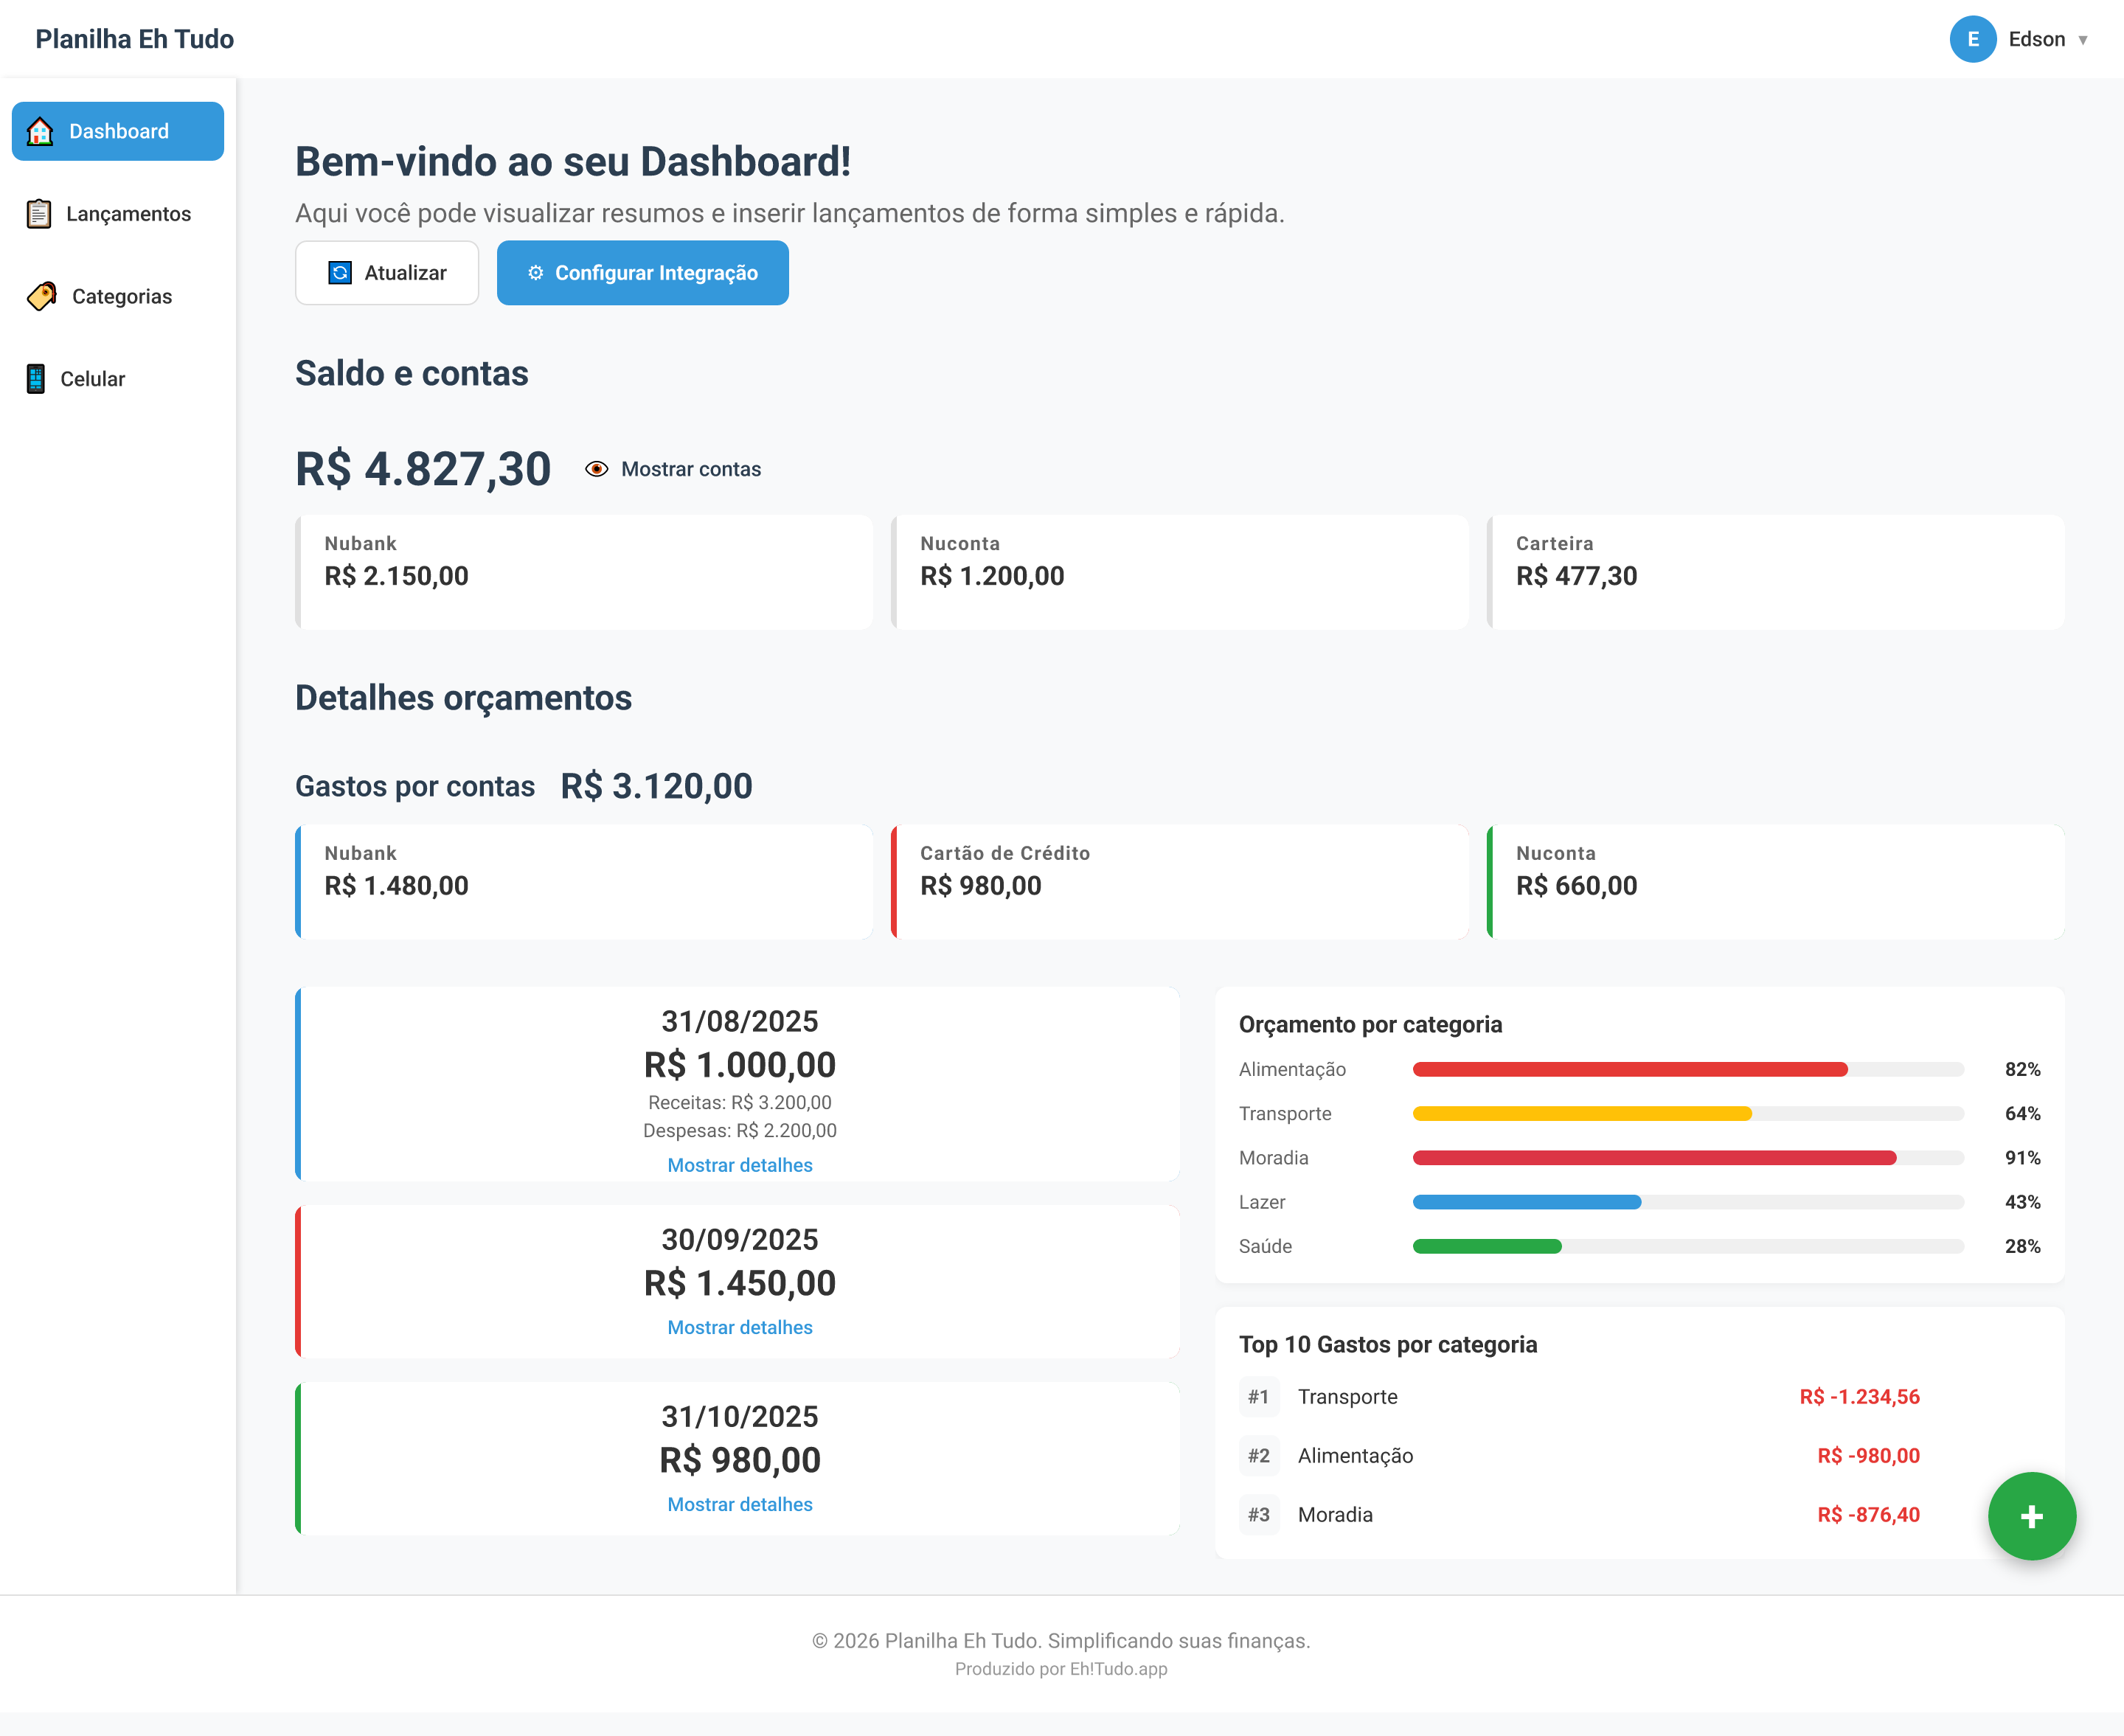 Planilha Eh Tudo
E Edson ▼
Dashboard
Lançamentos
Categorias
Celular
Bem-vindo ao seu Dashboard!
Aqui você pode visualizar resumos e inserir lançamentos de forma simples e rápida.
Atualizar
Configurar Integração
Saldo e contas
R$ 4.827,30
Mostrar contas
Nubank
R$ 2.150,00
Nuconta
R$ 1.200,00
Carteira
R$ 477,30
Detalhes orçamentos
Gastos por contas R$ 3.120,00
Nubank
R$ 1.480,00
Cartão de Crédito
R$ 980,00
Nuconta
R$ 660,00
31/08/2025
R$ 1.000,00
Receitas: R$ 3.200,00
Despesas: R$ 2.200,00
Mostrar detalhes
30/09/2025
R$ 1.450,00
Mostrar detalhes
31/10/2025
R$ 980,00
Mostrar detalhes
Orçamento por categoria
Alimentação 82%
Transporte 64%
Moradia 91%
Lazer 43%
Saúde 28%
Top 10 Gastos por categoria
#1 Transporte R$ -1.234,56
#2 Alimentação R$ -980,00
#3 Moradia R$ -876,40
+
© 2026 Planilha Eh Tudo. Simplificando suas finanças.
Produzido por Eh!Tudo.app